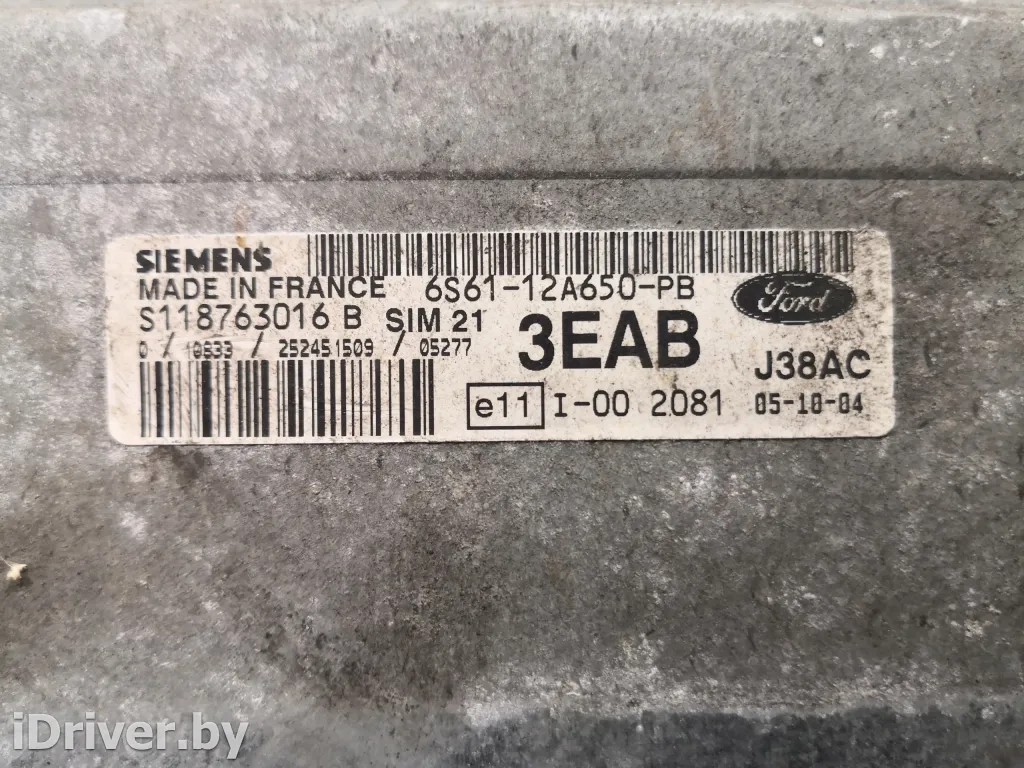 SIEMENS
MADE IN FRANCE 6S61-12A650-PB
Ford
S118763016 B SIM 21
3EAB
J38AC
0 / 10533 / 252451509 / 05277
e11 I-00 2081 05-10-04
iDriver.by